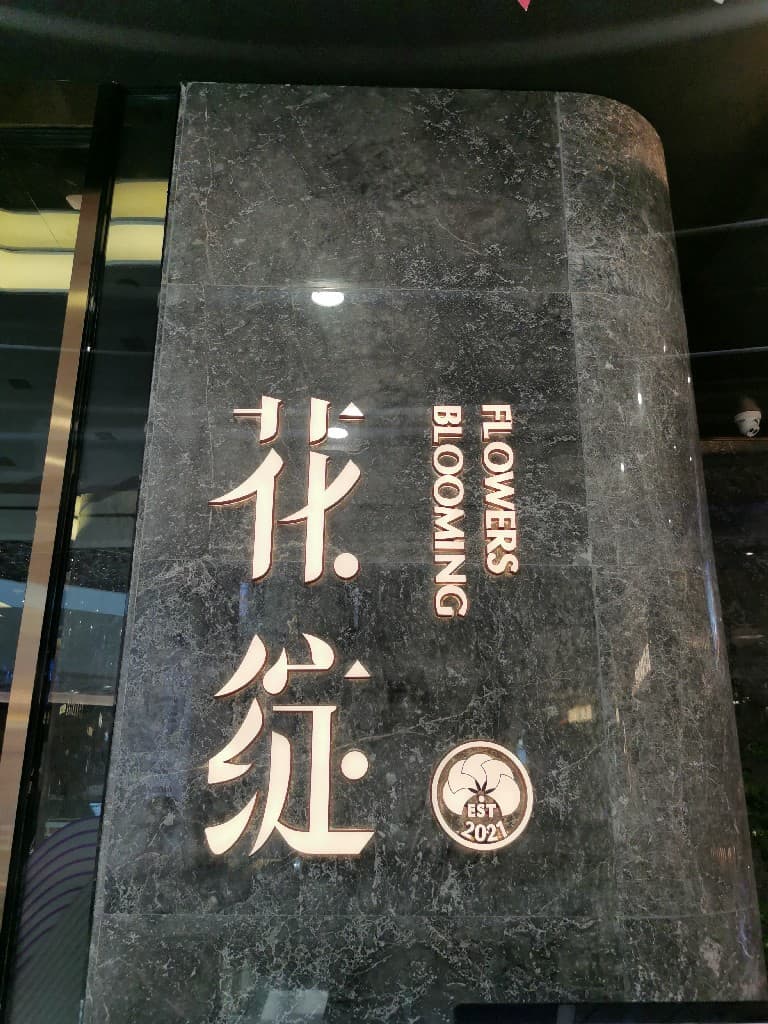 花绽
FLOWERS
BLOOMING
EST
2021